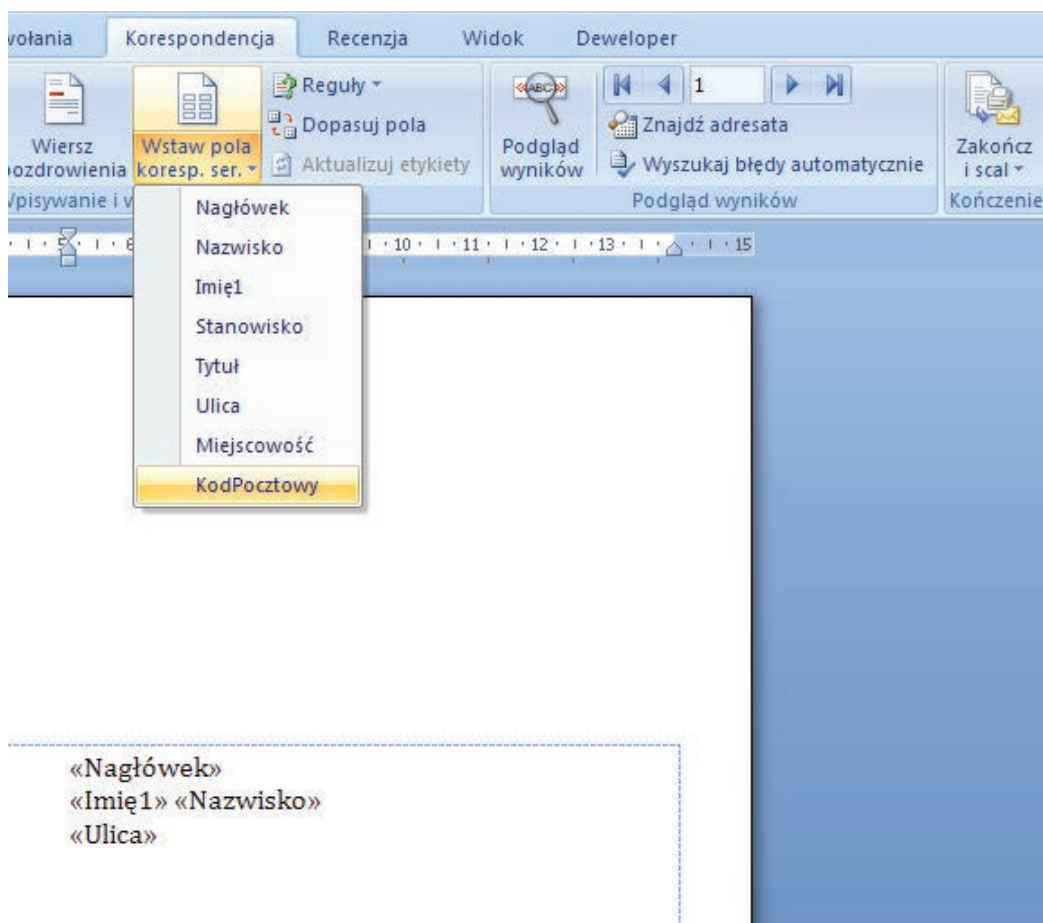 Korespondencja Recenzja Widok Deweloper
Reguły
Dopasuj pola
Aktualizuj etykiety
Wiersz
Wstaw pola
koresp. ser.
Podgląd
wyników
1
Znajdź adresata
Wyszukaj błędy automatycznie
Zakończ
i scal
Podgląd wyników
Kończenie
10 11 12 13 15
Nagłówek
Nazwisko
Imię1
Stanowisko
Tytuł
Ulica
Miejscowość
KodPocztowy
«Nagłówek»
«Imię1» «Nazwisko»
«Ulica»